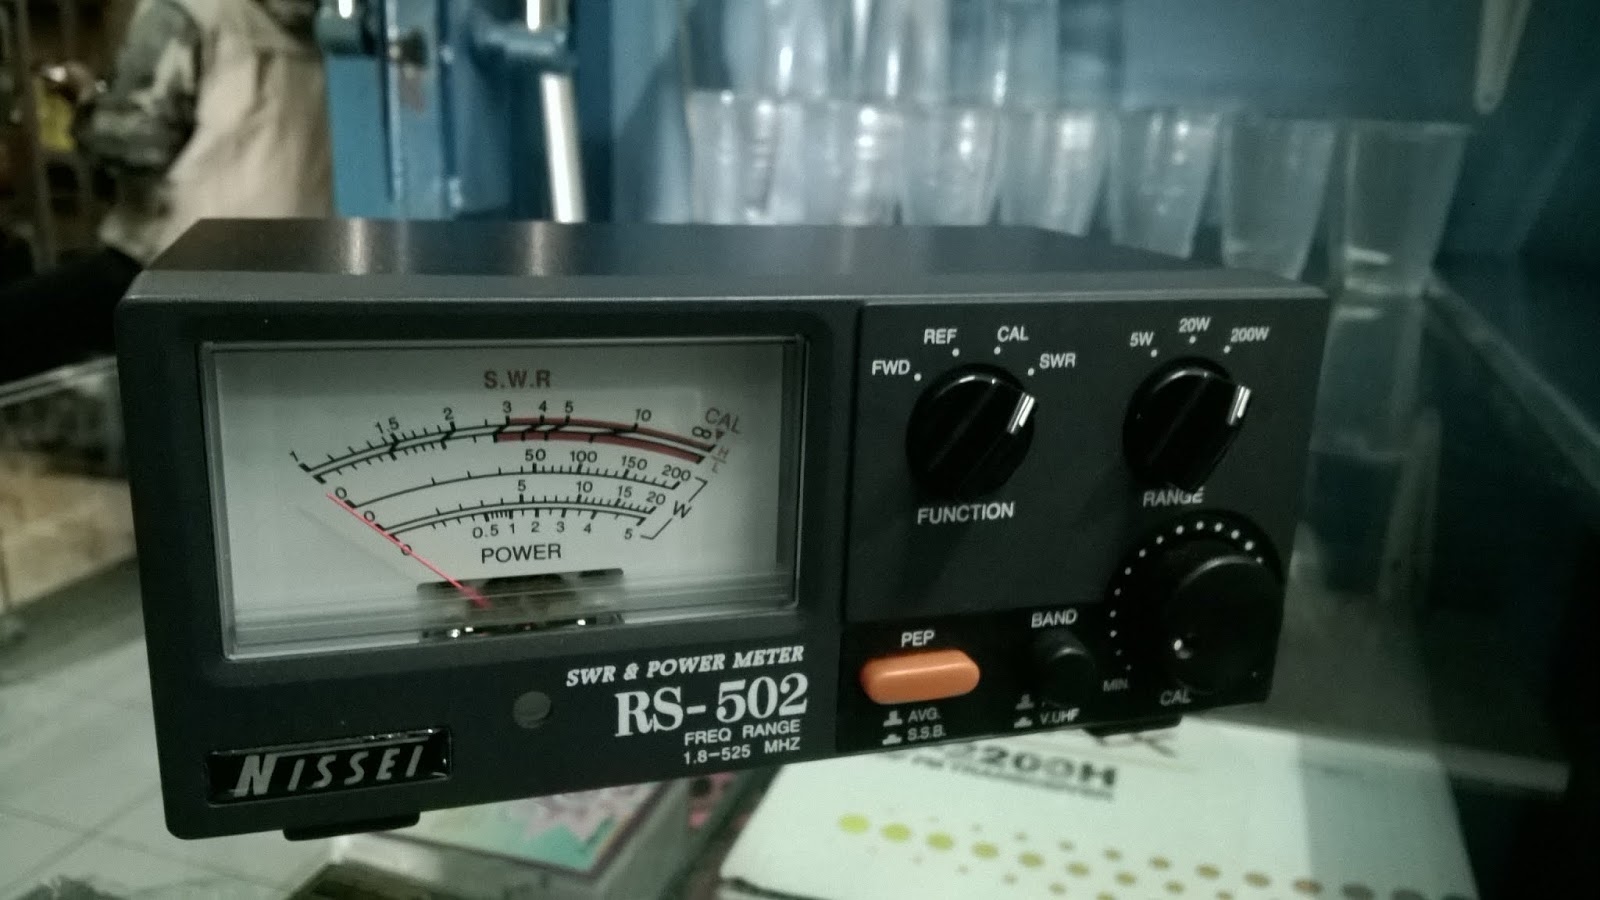 S.W.R
1 1.5 2 3 4 5 10 ∞ CAL
H
L
0 50 100 150 200
0 5 10 15 20 W
0 0.5 1 2 3 4 5
POWER
SWR & POWER METER
RS-502
FREQ RANGE
1.8-525 MHZ
NISSEI
FWD REF CAL SWR
FUNCTION
5W 20W 200W
RANGE
PEP
AVG.
S.S.B.
BAND
V.UHF
MIN.
CAL